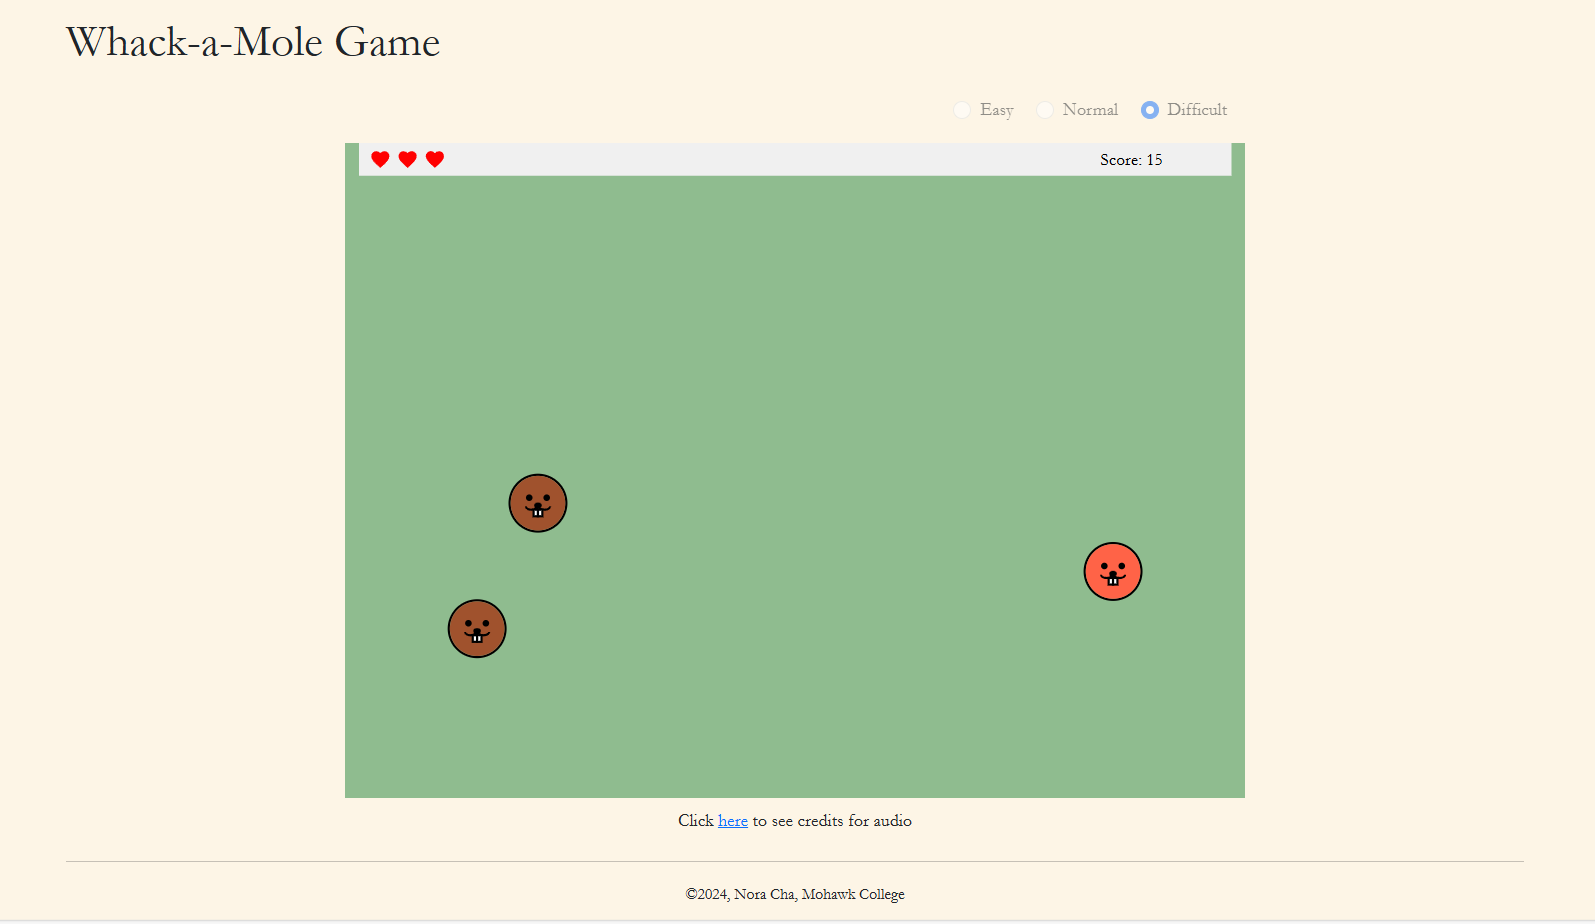 Whack-a-Mole Game
Easy Normal Difficult
Score: 15
Click here to see credits for audio
©2024, Nora Cha, Mohawk College